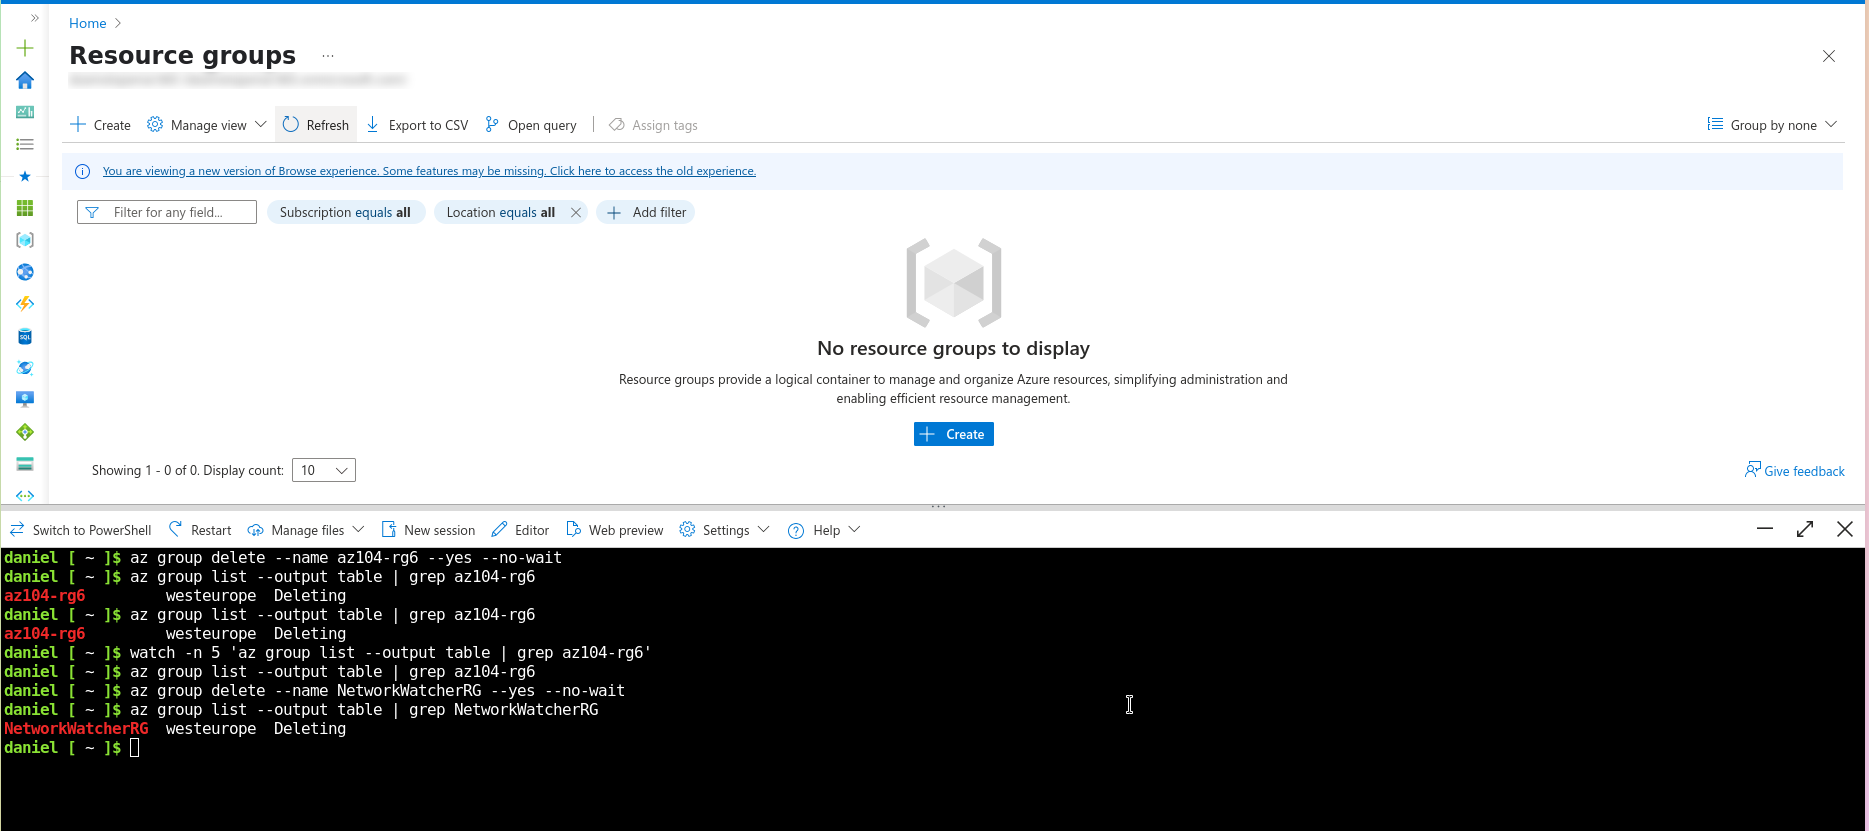 Home
Resource groups
Create Manage view Refresh Export to CSV Open query Assign tags Group by none
You are viewing a new version of Browse experience. Some features may be missing. Click here to access the old experience.
Filter for any field... Subscription equals all Location equals all Add filter
No resource groups to display
Resource groups provide a logical container to manage and organize Azure resources, simplifying administration and
enabling efficient resource management.
Create
Showing 1 - 0 of 0. Display count: 10 Give feedback
Switch to PowerShell Restart Manage files New session Editor Web preview Settings Help
daniel [ ~ ]$ az group delete --name az104-rg6 --yes --no-wait
daniel [ ~ ]$ az group list --output table | grep az104-rg6
az104-rg6 westeurope Deleting
daniel [ ~ ]$ az group list --output table | grep az104-rg6
az104-rg6 westeurope Deleting
daniel [ ~ ]$ watch -n 5 'az group list --output table | grep az104-rg6'
daniel [ ~ ]$ az group list --output table | grep az104-rg6
daniel [ ~ ]$ az group delete --name NetworkWatcherRG --yes --no-wait
daniel [ ~ ]$ az group list --output table | grep NetworkWatcherRG
NetworkWatcherRG westeurope Deleting
daniel [ ~ ]$